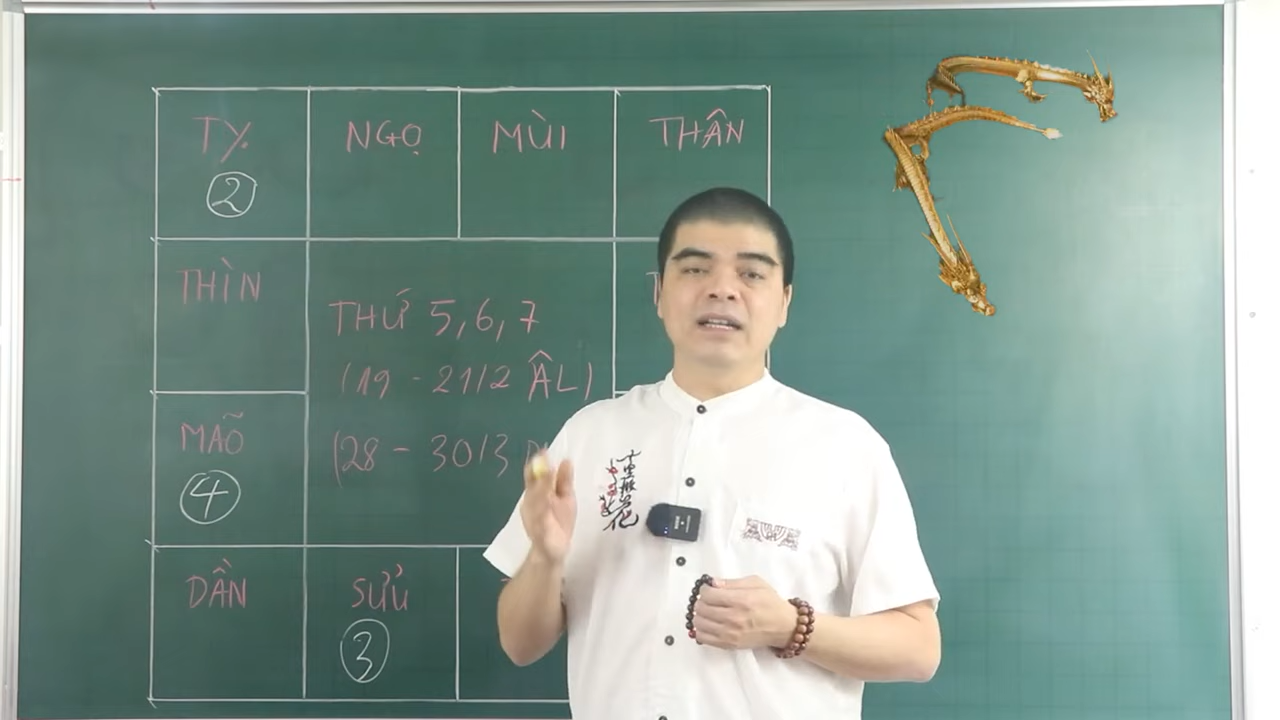 TỴ NGỌ MÙI THÂN
2
THÌN
THỨ 5, 6, 7
(19 - 21/2 ÂL)
MÃO
(28 - 30/3
4
DẦN SỬU
3